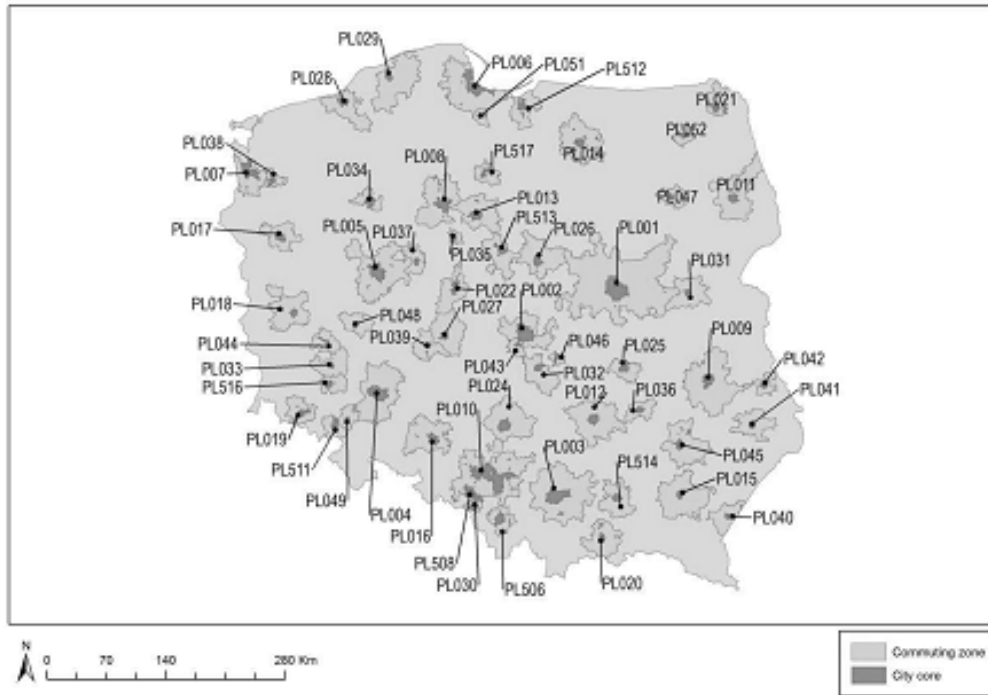 PL029
PL006
PL051
PL512
PL028
PL021
PL052
PL014
PL038
PL007
PL008
PL517
PL034
PL047
PL011
PL013
PL513
PL026
PL001
PL017
PL005
PL037
PL035
PL031
PL022
PL002
PL018
PL027
PL048
PL009
PL044
PL039
PL046
PL025
PL042
PL043
PL033
PL032
PL041
PL024
PL012
PL036
PL516
PL010
PL019
PL003
PL045
PL514
PL511
PL015
PL049
PL004
PL016
PL040
PL508
PL030
PL506
PL020
N
0 70 140 280 Km
Commuting zone
City core